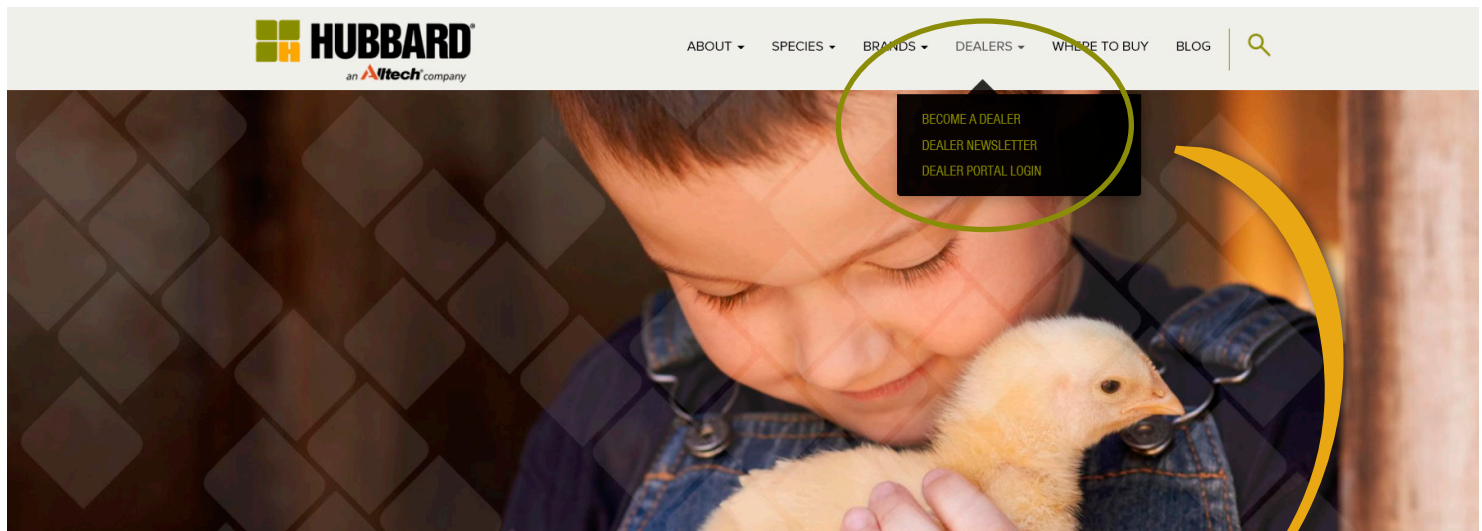 HUBBARD®
an Alltech® company
ABOUT SPECIES BRANDS DEALERS WHERE TO BUY BLOG
BECOME A DEALER
DEALER NEWSLETTER
DEALER PORTAL LOGIN